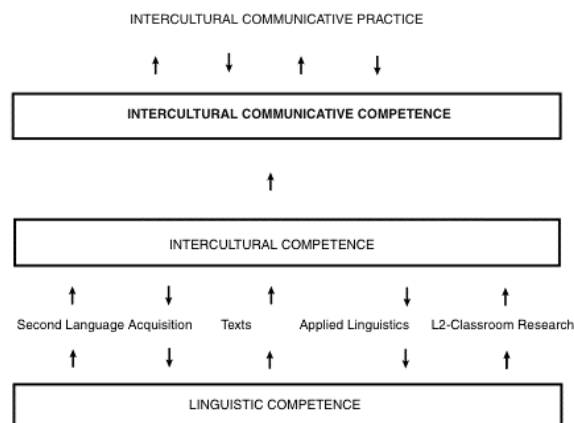 INTERCULTURAL COMMUNICATIVE PRACTICE
INTERCULTURAL COMMUNICATIVE COMPETENCE
INTERCULTURAL COMPETENCE
Second Language Acquisition Texts Applied Linguistics L2-Classroom Research
LINGUISTIC COMPETENCE